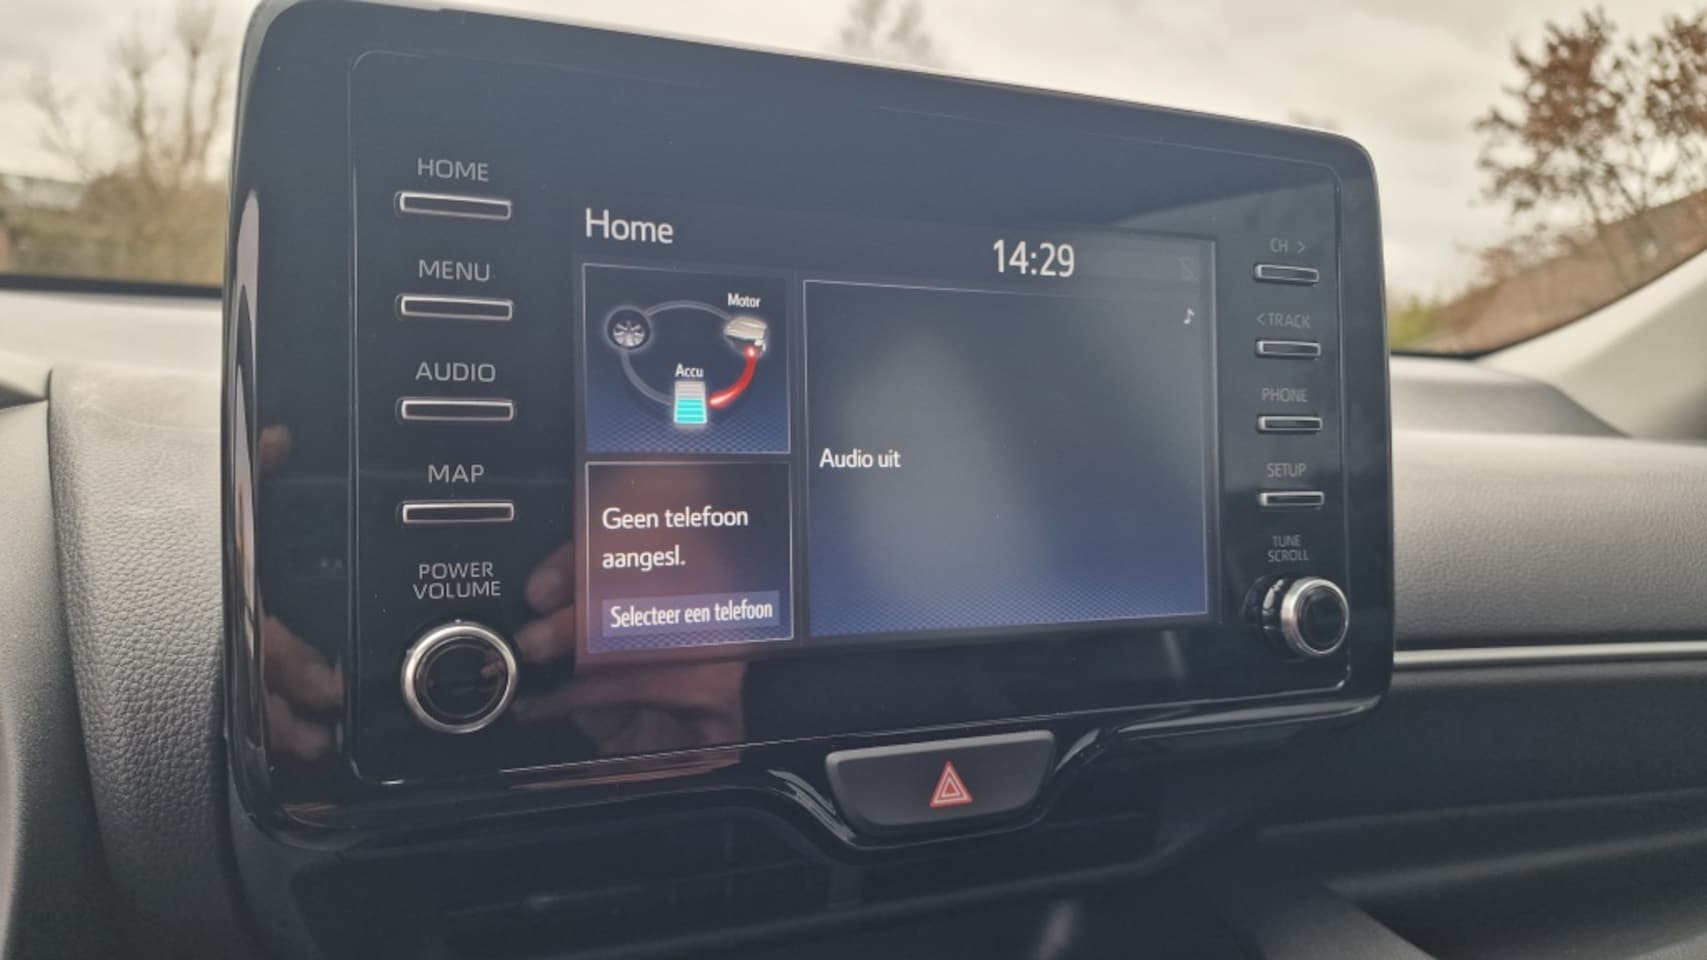 HOME
MENU
AUDIO
MAP
POWER
VOLUME
Home
14:29
Motor
Accu
Geen telefoon
aangesl.
Selecteer een telefoon
Audio uit
CH >
< TRACK
PHONE
SETUP
TUNE
SCROLL